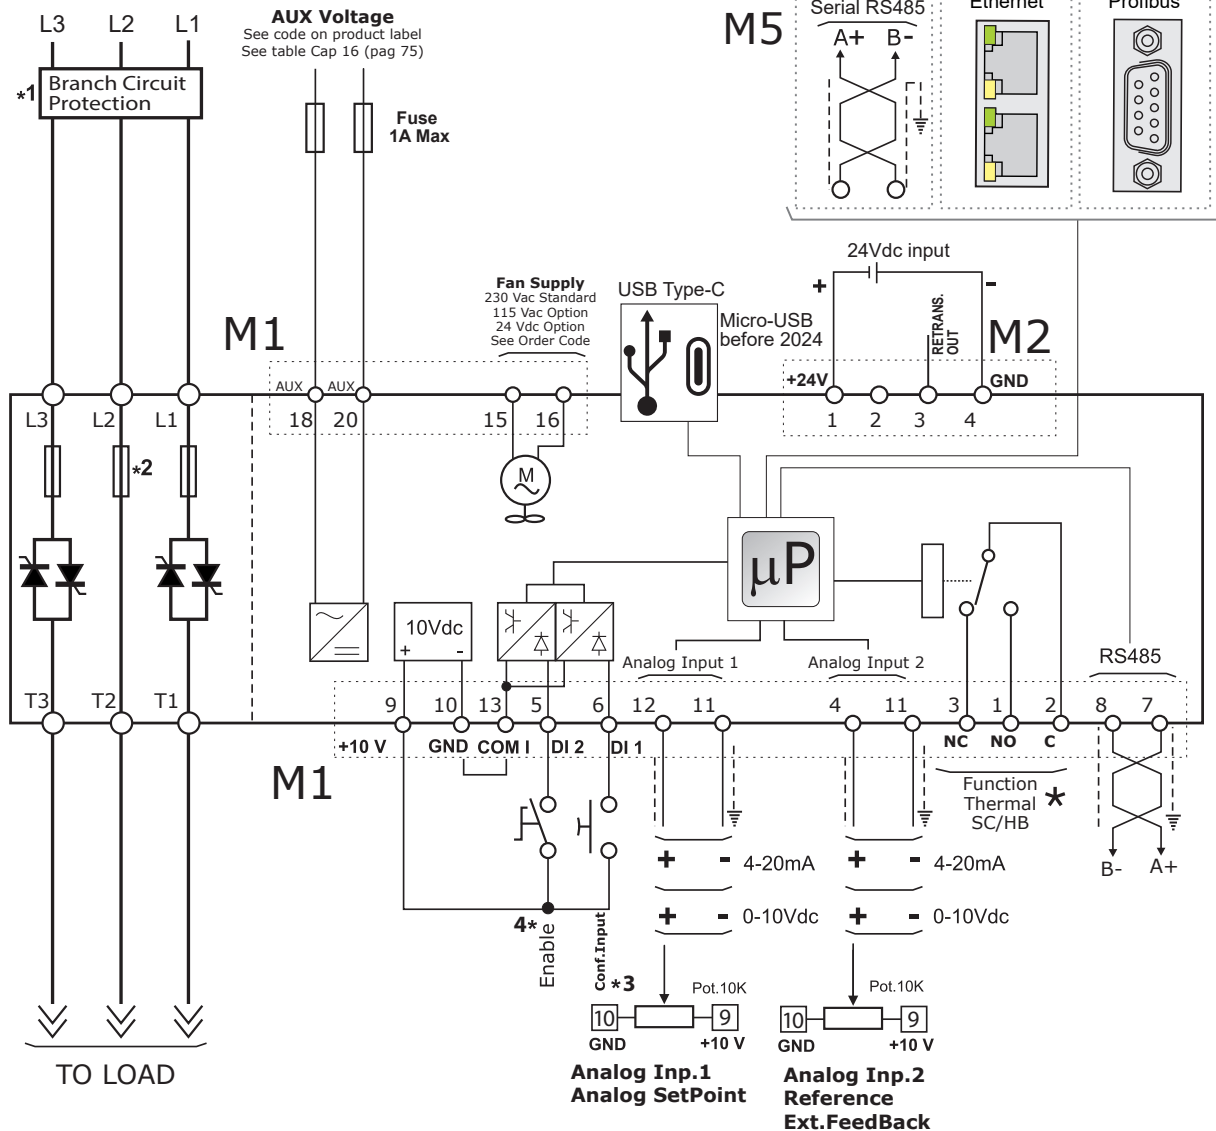 L3 L2 L1
AUX Voltage
See code on product label
See table Cap 16 (pag 75)
M5
Serial RS485
A+ B-
Ethernet
Profibus
*1 Branch Circuit
Protection
Fuse
1A Max
24Vdc input
+ -
Fan Supply
230 Vac Standard
115 Vac Option
24 Vdc Option
See Order Code
USB Type-C
Micro-USB
before 2024
M1
RETRANS.
OUT
M2
AUX AUX
+24V GND
L3 L2 L1
18 20 15 16
1 2 3 4
*2
M
µP
10Vdc
+ -
Analog Input 1
Analog Input 2
RS485
T3 T2 T1
9 10 13 5 6 12 11 4 11 3 1 2 8 7
+10 V GND COM I DI 2 DI 1
NC NO C
M1
Function
Thermal
SC/HB
*
+ - 4-20mA
+ - 4-20mA
B- A+
+ - 0-10Vdc
+ - 0-10Vdc
4*
Enable
Conf.Input
*3
Pot.10K
Pot.10K
10 9
10 9
GND +10 V
GND +10 V
TO LOAD
Analog Inp.1
Analog SetPoint
Analog Inp.2
Reference
Ext.FeedBack